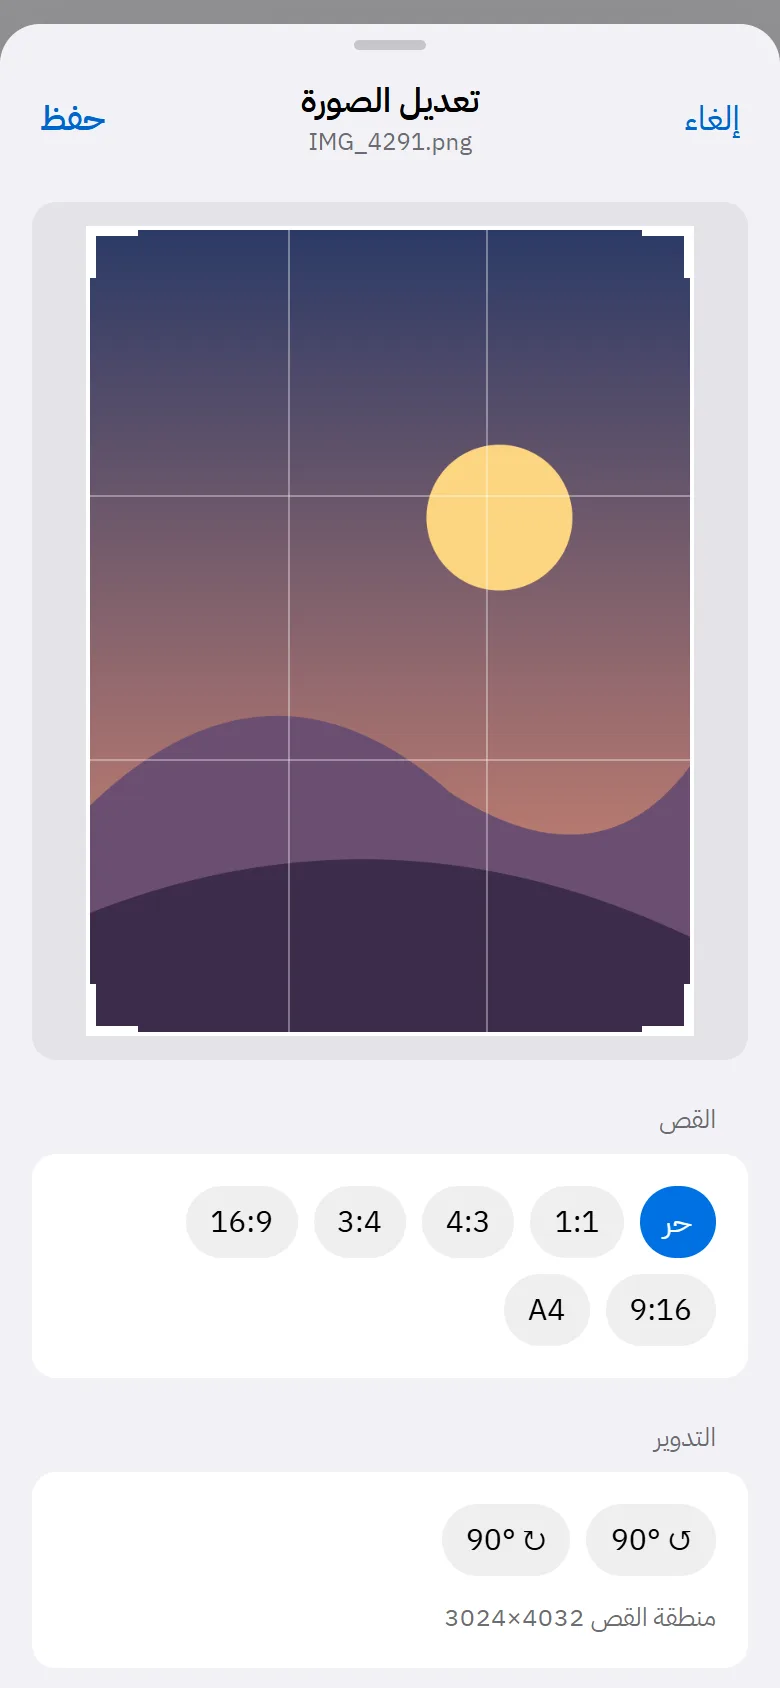 إلغاء
تعديل الصورة
حفظ
IMG_4291.png
القص
حر 1:1 4:3 3:4 16:9
9:16 A4
التدوير
↺ 90° ↻ 90°
منطقة القص 3024×4032